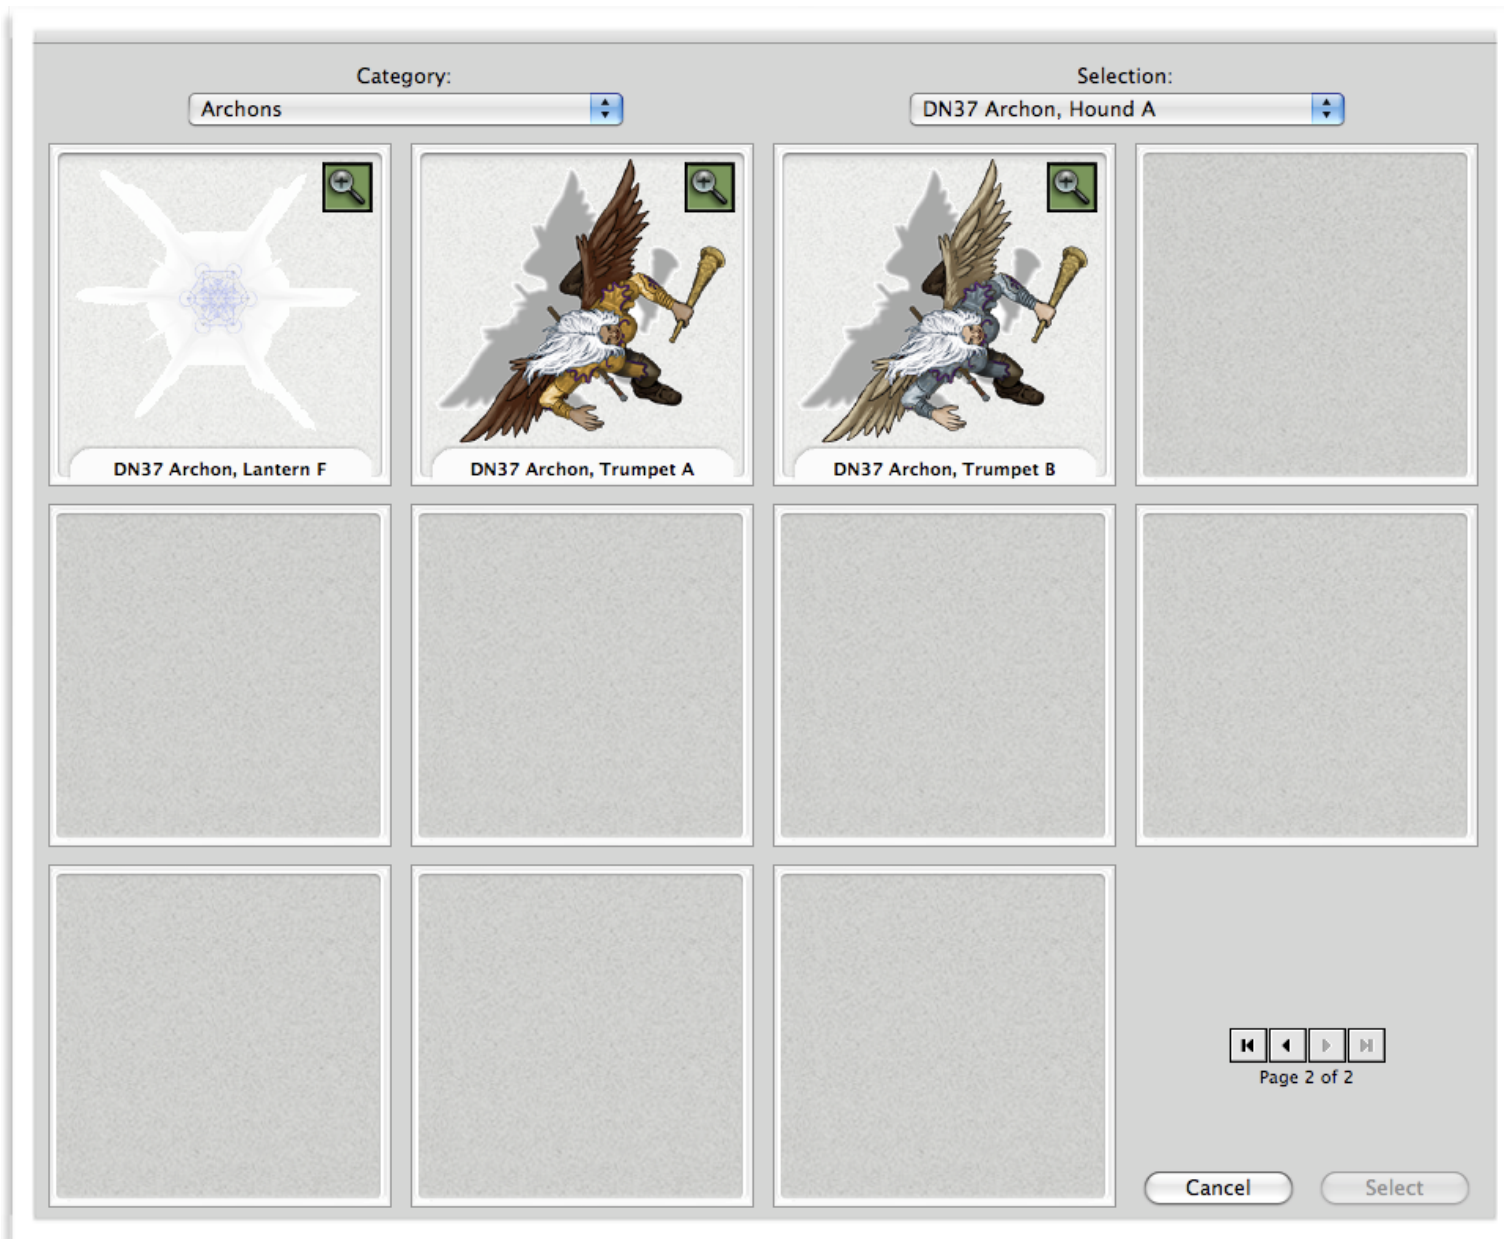 Category:
Selection:
Archons
DN37 Archon, Hound A
DN37 Archon, Lantern F
DN37 Archon, Trumpet A
DN37 Archon, Trumpet B
Page 2 of 2
Cancel
Select